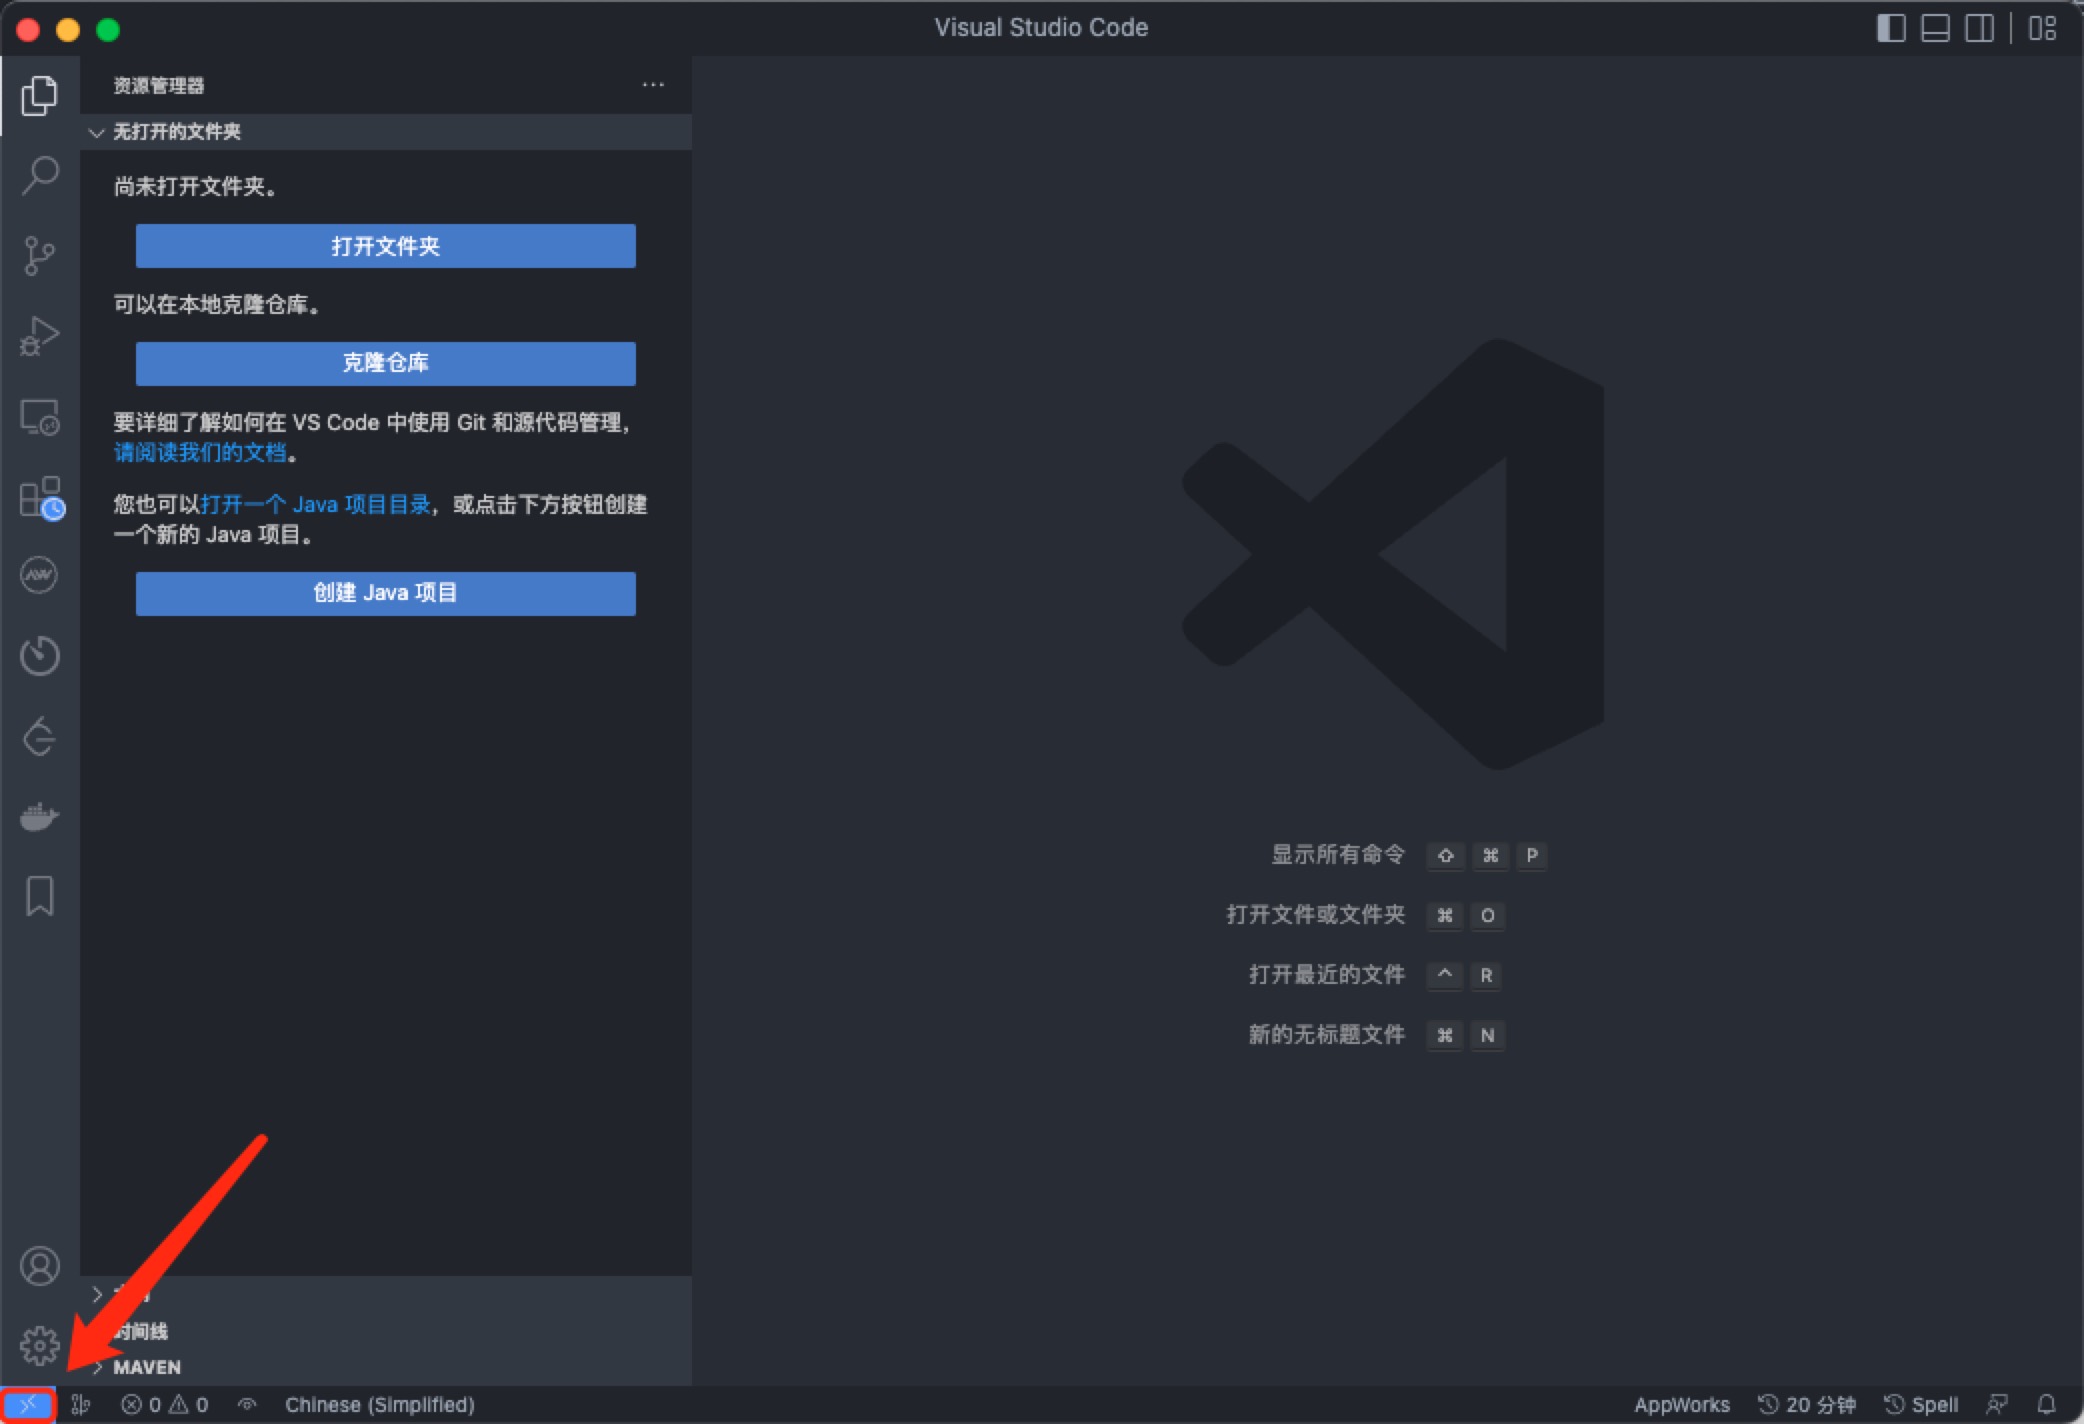 Visual Studio Code
资源管理器
无打开的文件夹
尚未打开文件夹。
打开文件夹
可以在本地克隆仓库。
克隆仓库
要详细了解如何在 VS Code 中使用 Git 和源代码管理，
请阅读我们的文档。
您也可以打开一个 Java 项目目录，或点击下方按钮创建
一个新的 Java 项目。
创建 Java 项目
显示所有命令 ⇧ ⌘ P
打开文件或文件夹 ⌘ O
打开最近的文件 ^ R
新的无标题文件 ⌘ N
时间线
MAVEN
0 0 Chinese (Simplified) AppWorks 20 分钟 Spell